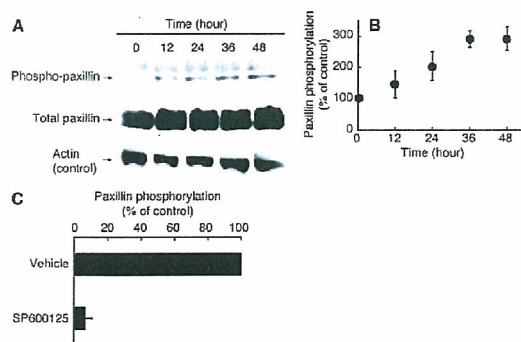 A
Time (hour)
0 12 24 36 48
Phospho-paxillin
Total paxillin
Actin
(control)
B
Paxillin phosphorylation
(% of control)
300
200
100
0
0 12 24 36 48
Time (hour)
C
Paxillin phosphorylation
(% of control)
0 20 40 60 80 100
Vehicle
SP600125